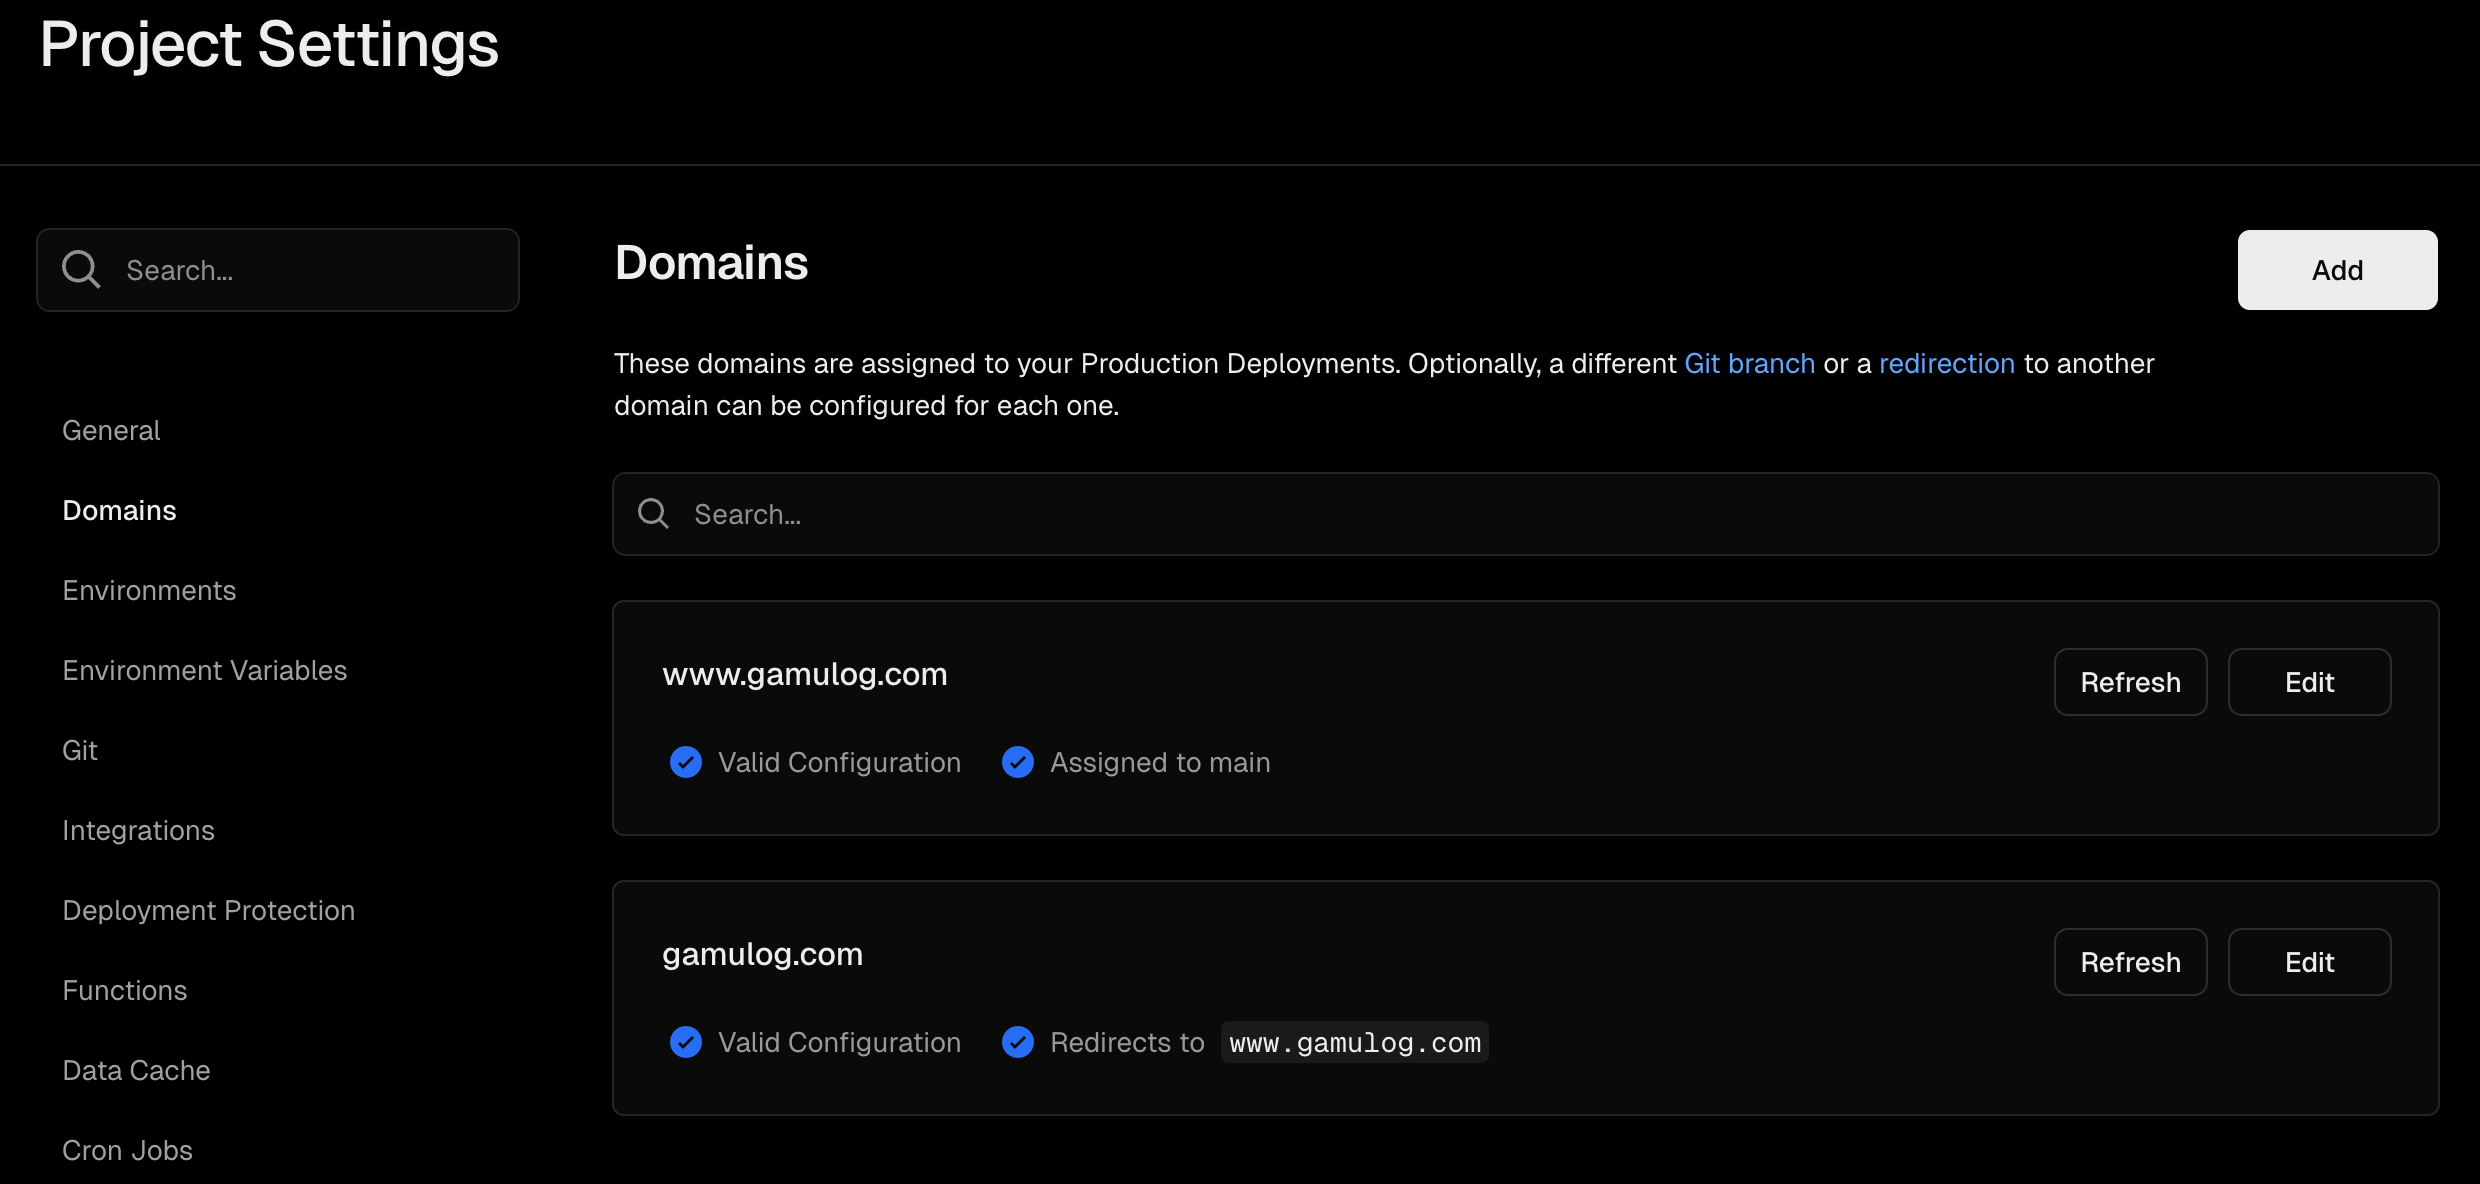 Project Settings
Search...
General
Domains
Environments
Environment Variables
Git
Integrations
Deployment Protection
Functions
Data Cache
Cron Jobs
Domains
Add
These domains are assigned to your Production Deployments. Optionally, a different Git branch or a redirection to another
domain can be configured for each one.
Search...
www.gamulog.com
Refresh
Edit
Valid Configuration
Assigned to main
gamulog.com
Refresh
Edit
Valid Configuration
Redirects to www.gamulog.com